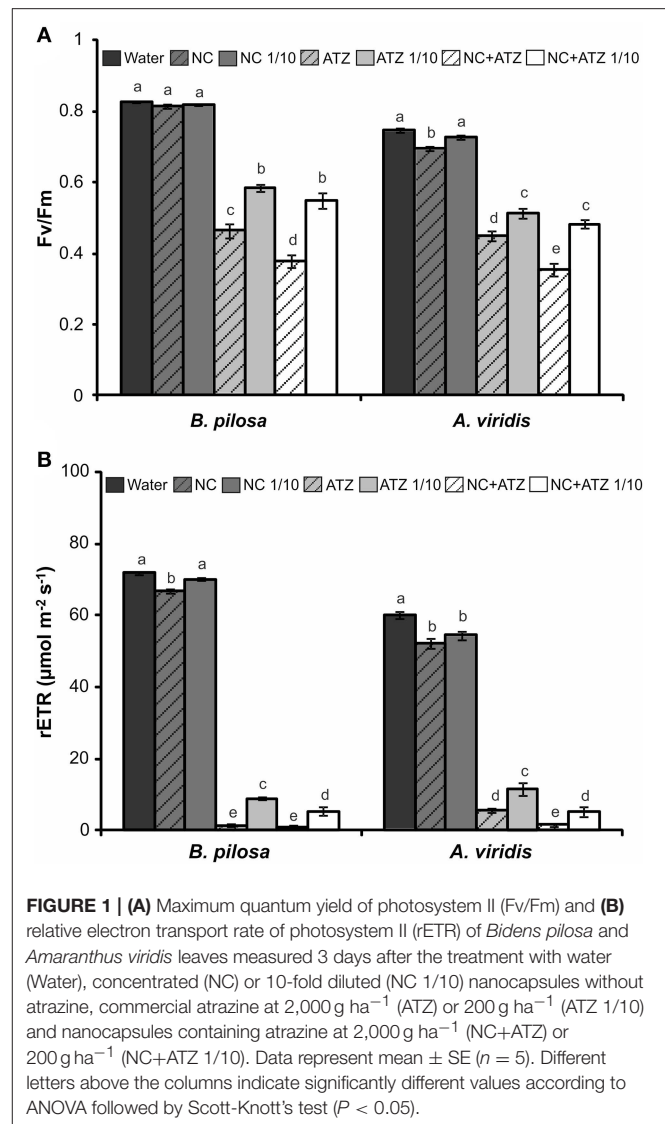 A
1
Water NC NC 1/10 ATZ ATZ 1/10 NC+ATZ NC+ATZ 1/10
a a a c b d b a b a d c e c
0.8
0.6
0.4
0.2
0
Fv/Fm
B. pilosa A. viridis
B
100
Water NC NC 1/10 ATZ ATZ 1/10 NC+ATZ NC+ATZ 1/10
a b a e c e d a b b d c e d
80
60
40
20
0
rETR (µmol m⁻² s⁻¹)
B. pilosa A. viridis
FIGURE 1 | (A) Maximum quantum yield of photosystem II (Fv/Fm) and (B)
relative electron transport rate of photosystem II (rETR) of Bidens pilosa and
Amaranthus viridis leaves measured 3 days after the treatment with water
(Water), concentrated (NC) or 10-fold diluted (NC 1/10) nanocapsules without
atrazine, commercial atrazine at 2,000 g ha⁻¹ (ATZ) or 200 g ha⁻¹ (ATZ 1/10)
and nanocapsules containing atrazine at 2,000 g ha⁻¹ (NC+ATZ) or
200 g ha⁻¹ (NC+ATZ 1/10). Data represent mean ± SE (n = 5). Different
letters above the columns indicate significantly different values according to
ANOVA followed by Scott-Knott's test (P < 0.05).